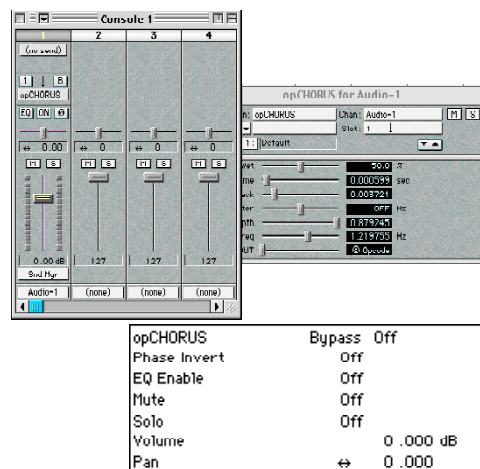 Console 1
1 2 3 4
(no send)
1 B
opCHORUS
EQ ON Ø
↔ 0.00 0 0 0
M S M S M S M S
0.00 dB 127 127 127
Snd Mgr
Audio-1 (none) (none) (none)
opCHORUS for Audio-1
opCHORUS Chan: Audio-1 M S
Slot: 1
1: Default
50.0 %
0.000599 sec
0.003721
OFF Hz
0.879245
1.219755 Hz
© Opcode
opCHORUS Bypass Off
Phase Invert Off
EQ Enable Off
Mute Off
Solo Off
Volume 0 .000 dB
Pan ↔ 0 .000